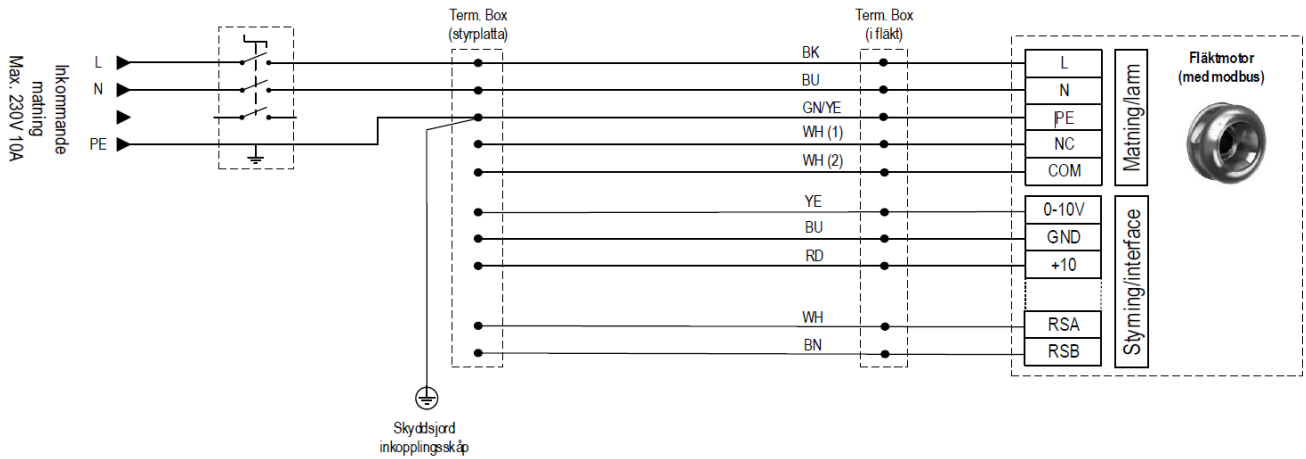 Term. Box
(styrplatta)
Term. Box
(i fläkt)
Inkommande
matning
Max. 230V 10A
L
N
PE
BK
BU
GN/YE
WH (1)
WH (2)
YE
BU
RD
WH
BN
L
N
PE
NC
COM
0-10V
GND
+10
RSA
RSB
Matning/larm
Styrning/interface
Fläktmotor
(med modbus)
Skyddsjord
inkopplingsskåp